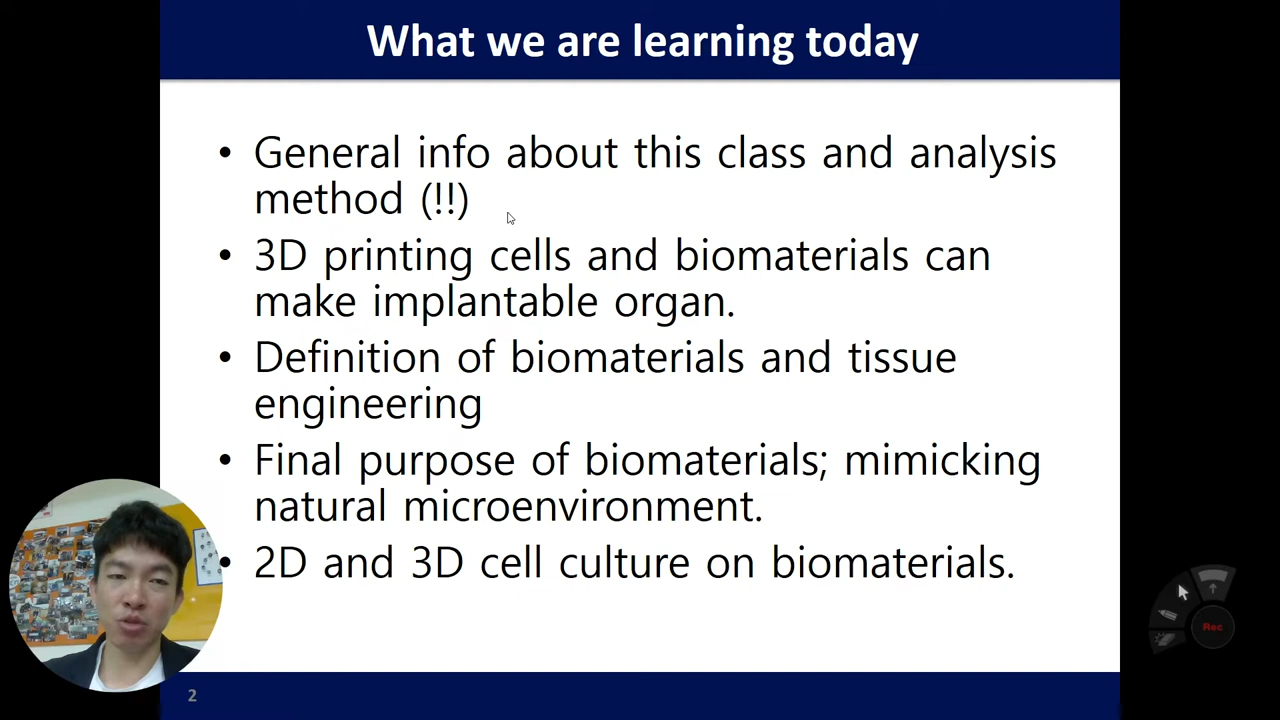 What we are learning today
• General info about this class and analysis
method (!!)
• 3D printing cells and biomaterials can
make implantable organ.
• Definition of biomaterials and tissue
engineering
• Final purpose of biomaterials; mimicking
natural microenvironment.
• 2D and 3D cell culture on biomaterials.
Rec
2